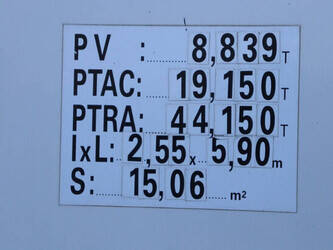 PV :........8,839 T
PTAC:....19,150 T
PTRA:....44,150 T
IxL: 2,55 x 5,90 m
S:.....15,06..... m²